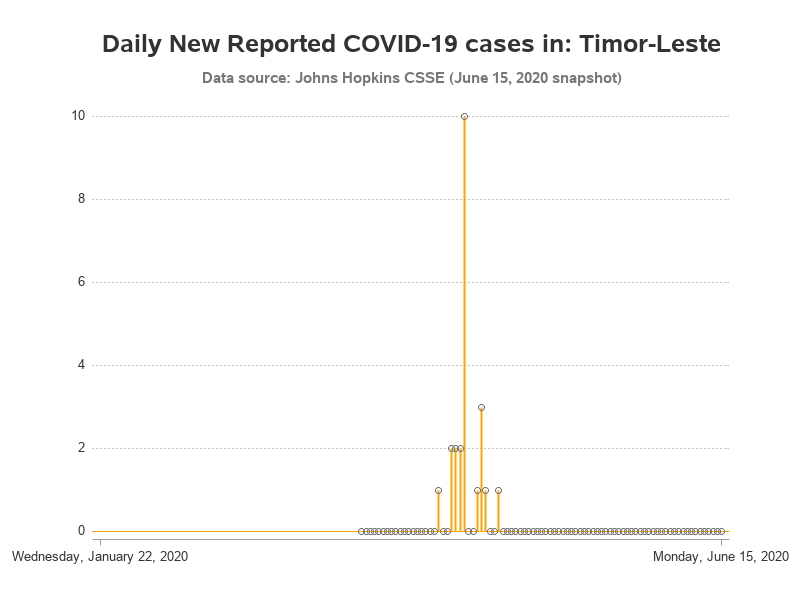 Daily New Reported COVID-19 cases in: Timor-Leste
Data source: Johns Hopkins CSSE (June 15, 2020 snapshot)
10
8
6
4
2
0
Wednesday, January 22, 2020
Monday, June 15, 2020